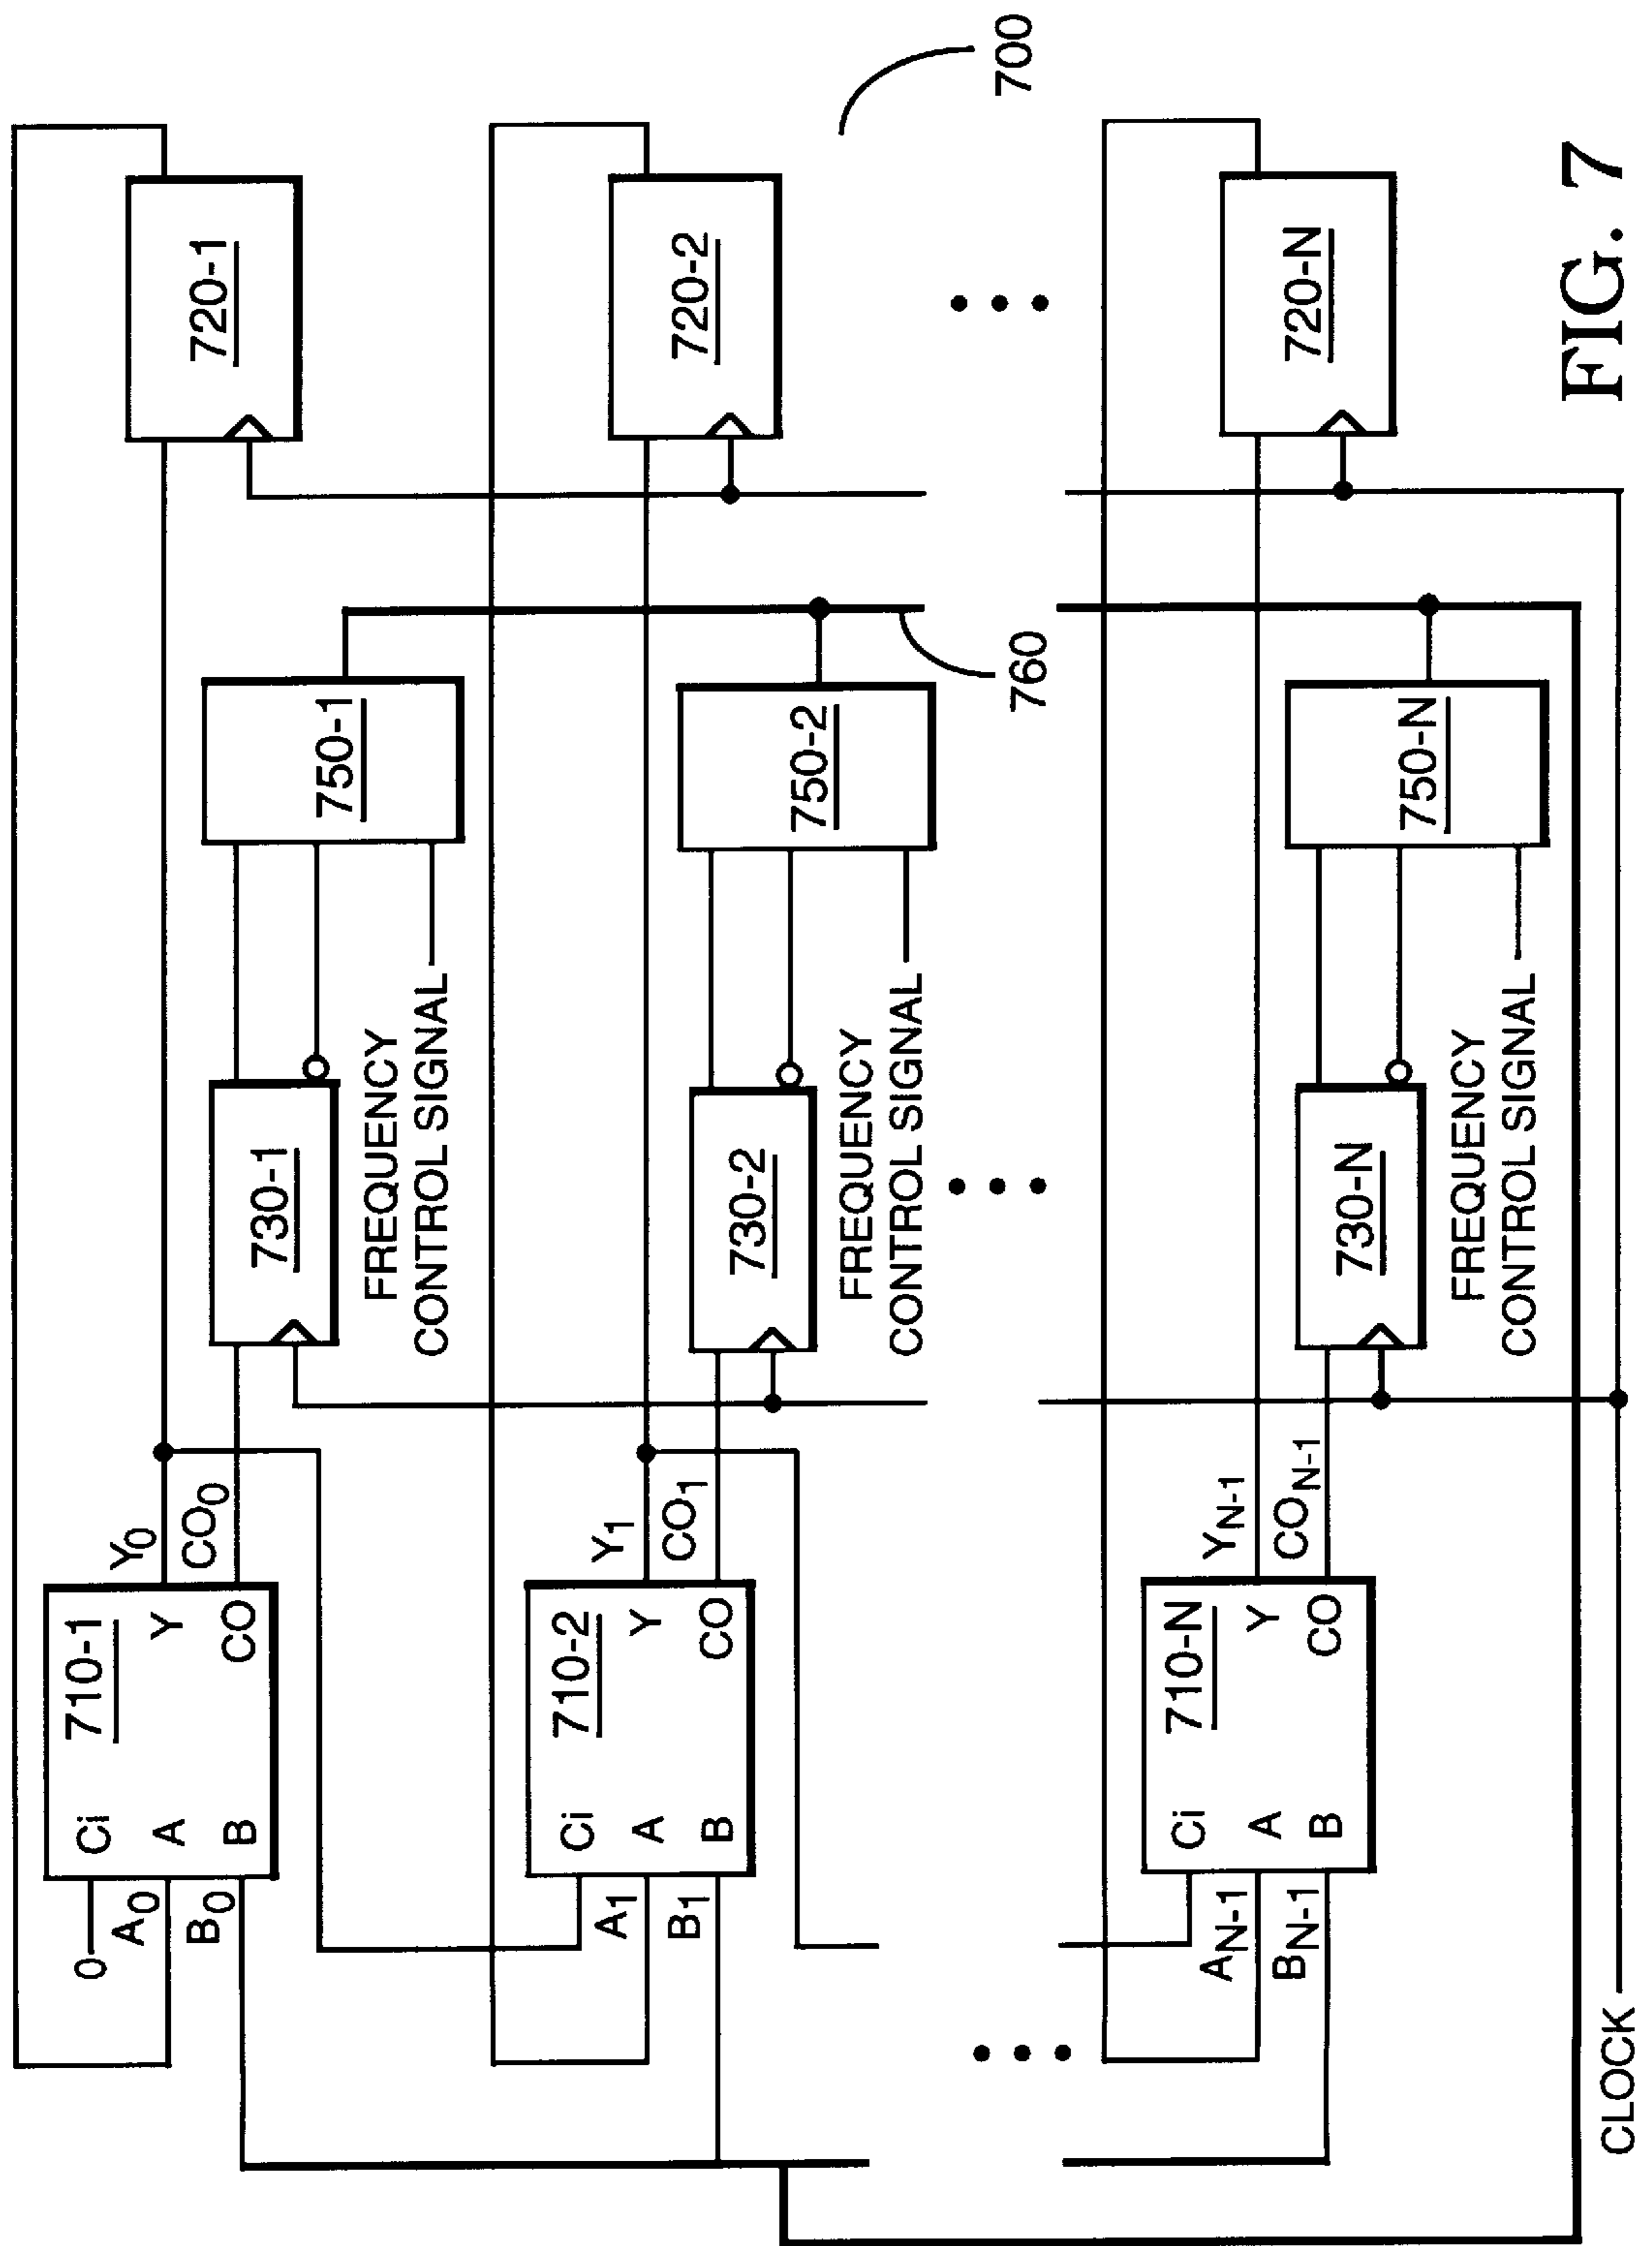 710-1
Ci
A
B
Y
CO
0
A0
B0
Y0
CO0
730-1
FREQUENCY
CONTROL SIGNAL
750-1
720-1
710-2
Ci
A
B
Y
CO
A1
B1
Y1
CO1
730-2
FREQUENCY
CONTROL SIGNAL
750-2
720-2
760
700
710-N
Ci
A
B
Y
CO
AN-1
BN-1
YN-1
CON-1
730-N
FREQUENCY
CONTROL SIGNAL
750-N
720-N
CLOCK
FIG. 7